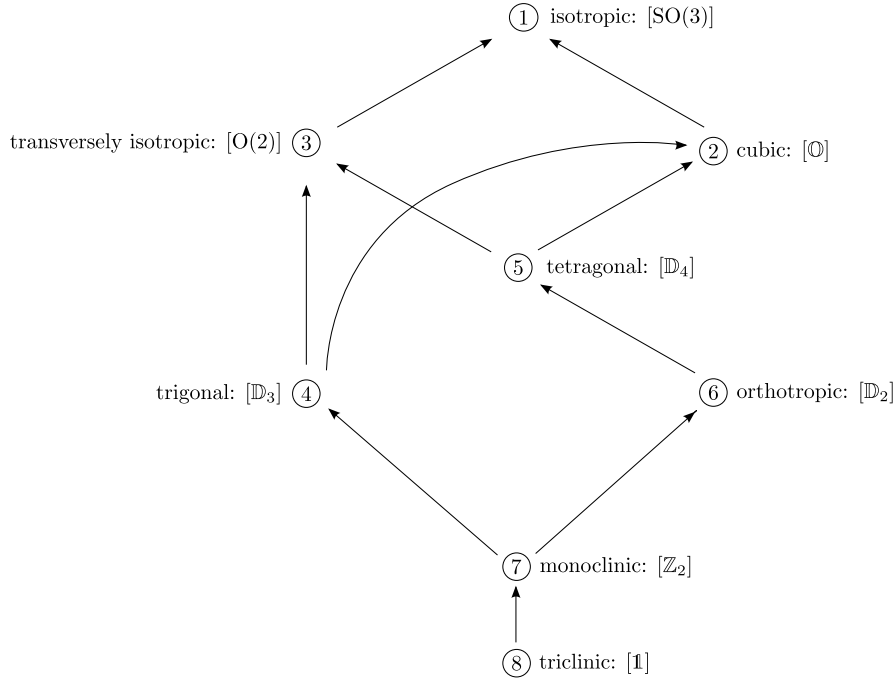 ① isotropic: [SO(3)]
transversely isotropic: [O(2)] ③
② cubic: [𝕆]
⑤ tetragonal: [𝔻₄]
trigonal: [𝔻₃] ④
⑥ orthotropic: [𝔻₂]
⑦ monoclinic: [ℤ₂]
⑧ triclinic: [𝟙]